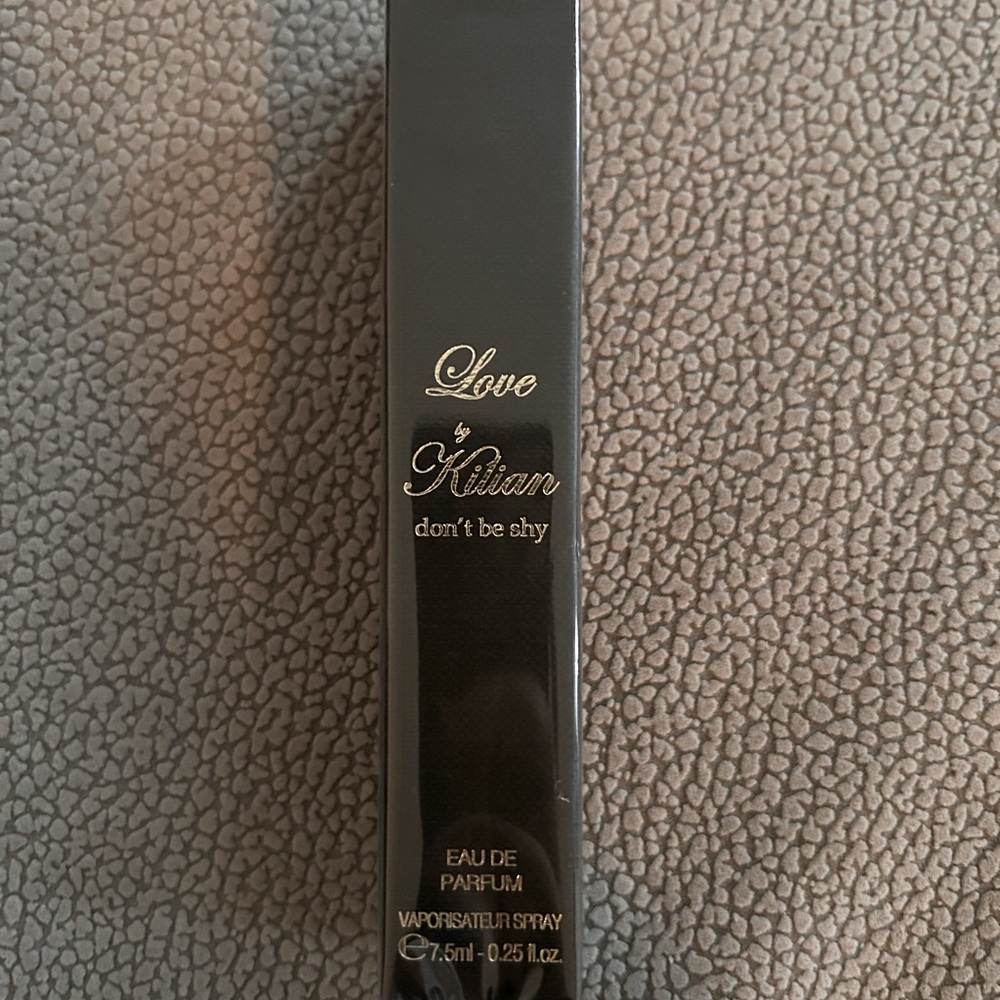 Love
by
Kilian
don't be shy
EAU DE
PARFUM
VAPORISATEUR SPRAY
℮7.5ml - 0.25 fl.oz.